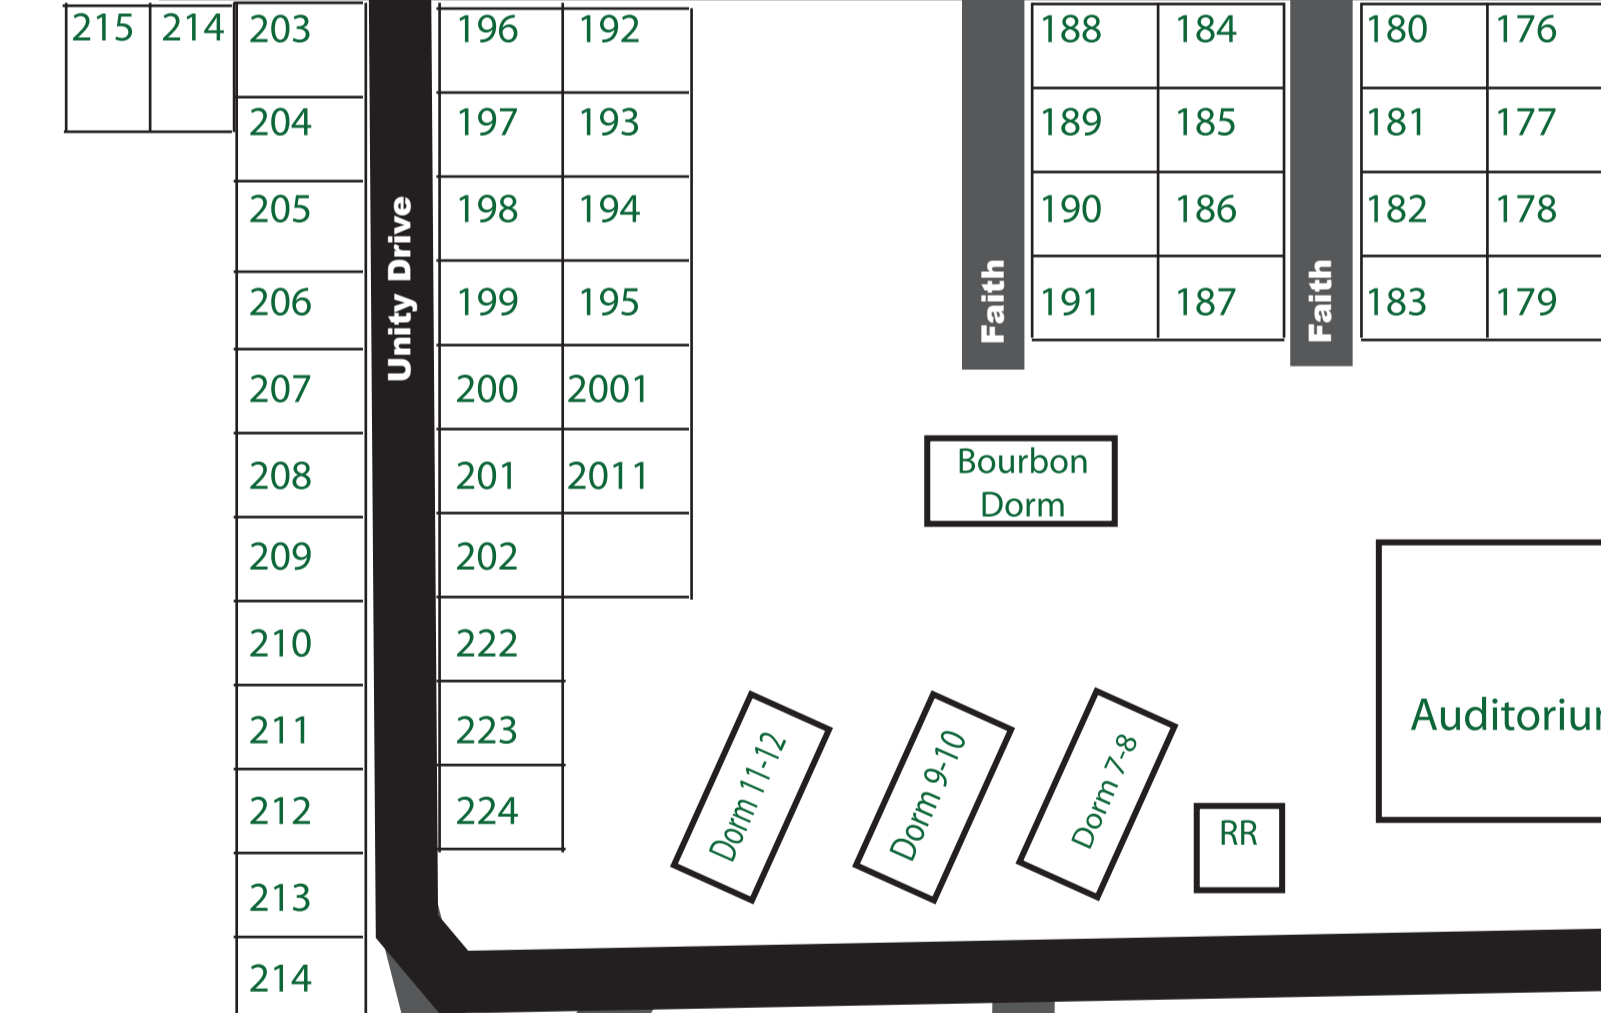 215 214 203 196 192 188 184 180 176
204 197 193 189 185 181 177
205 198 194 190 186 182 178
206 199 195 191 187 183 179
Unity Drive
Faith
Faith
207 200 2001
208 201 2011
Bourbon
Dorm
209 202
210 222
211 223
212 224
213
214
Dorm 11-12
Dorm 9-10
Dorm 7-8
RR